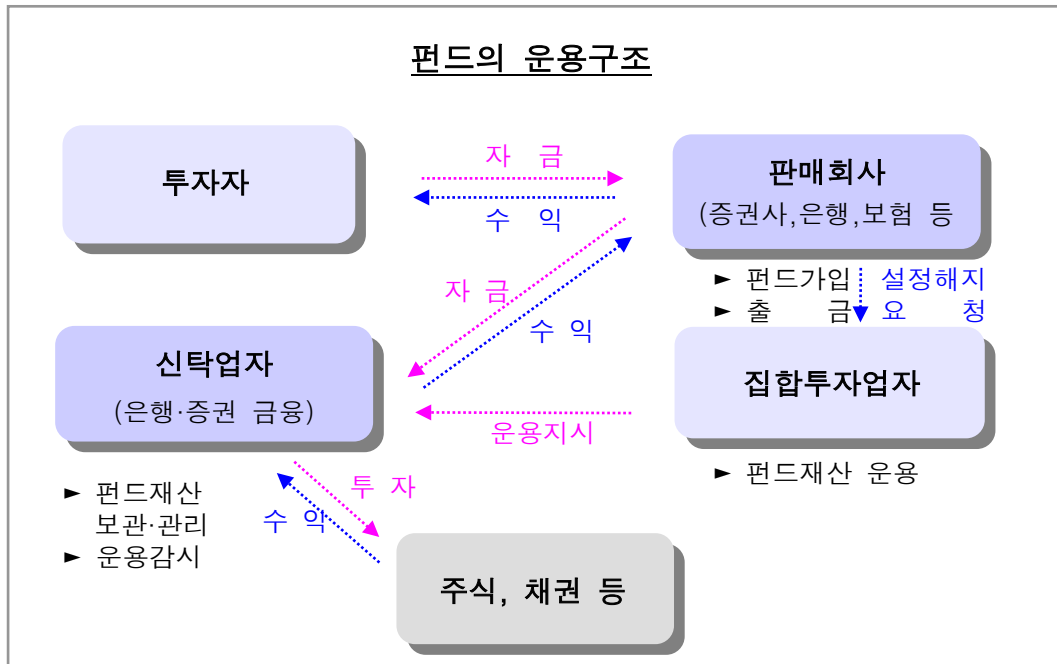 펀드의 운용구조
투자자
자 금
수 익
판매회사
(증권사,은행,보험 등
► 펀드가입
► 출 금
설정해지
요 청
자 금
수 익
신탁업자
(은행·증권 금융)
집합투자업자
운용지시
► 펀드재산 운용
► 펀드재산
보관·관리
► 운용감시
투 자
수 익
주식, 채권 등